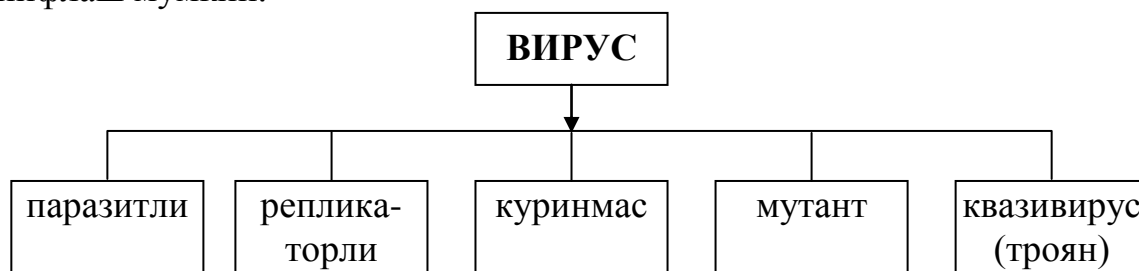 ВИРУС
паразитли
реплика-
торли
куринмас
мутант
квазивирус
(троян)